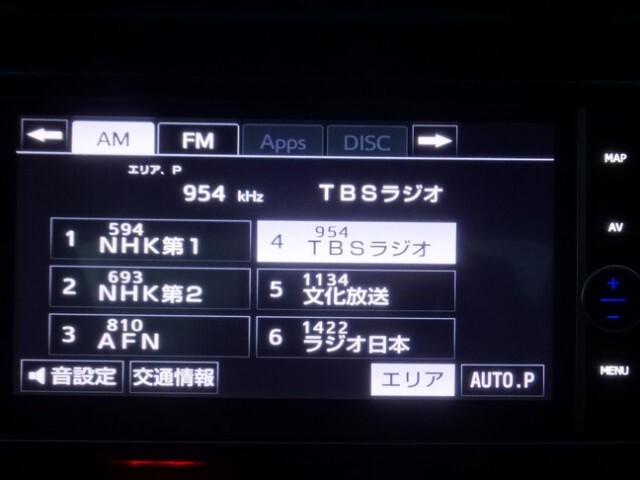 AM FM Apps DISC
エリア、P
954 kHz TBSラジオ
MAP
1 594 NHK第1
4 954 TBSラジオ
AV
2 693 NHK第2
5 1134 文化放送
3 810 AFN
6 1422 ラジオ日本
+
−
音設定 交通情報 エリア AUTO.P
MENU